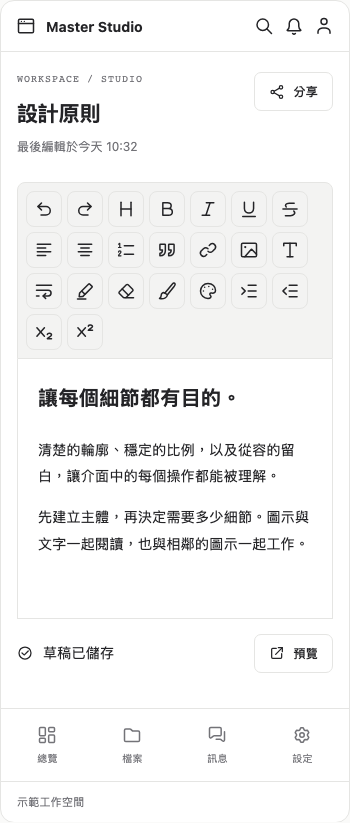 Master Studio
WORKSPACE / STUDIO
設計原則
分享
最後編輯於今天 10:32
H B I U S
T
X₂ X²
讓每個細節都有目的。
清楚的輪廓、穩定的比例，以及從容的留
白，讓介面中的每個操作都能被理解。
先建立主體，再決定需要多少細節。圖示與
文字一起閱讀，也與相鄰的圖示一起工作。
草稿已儲存
預覽
總覽
檔案
訊息
設定
示範工作空間